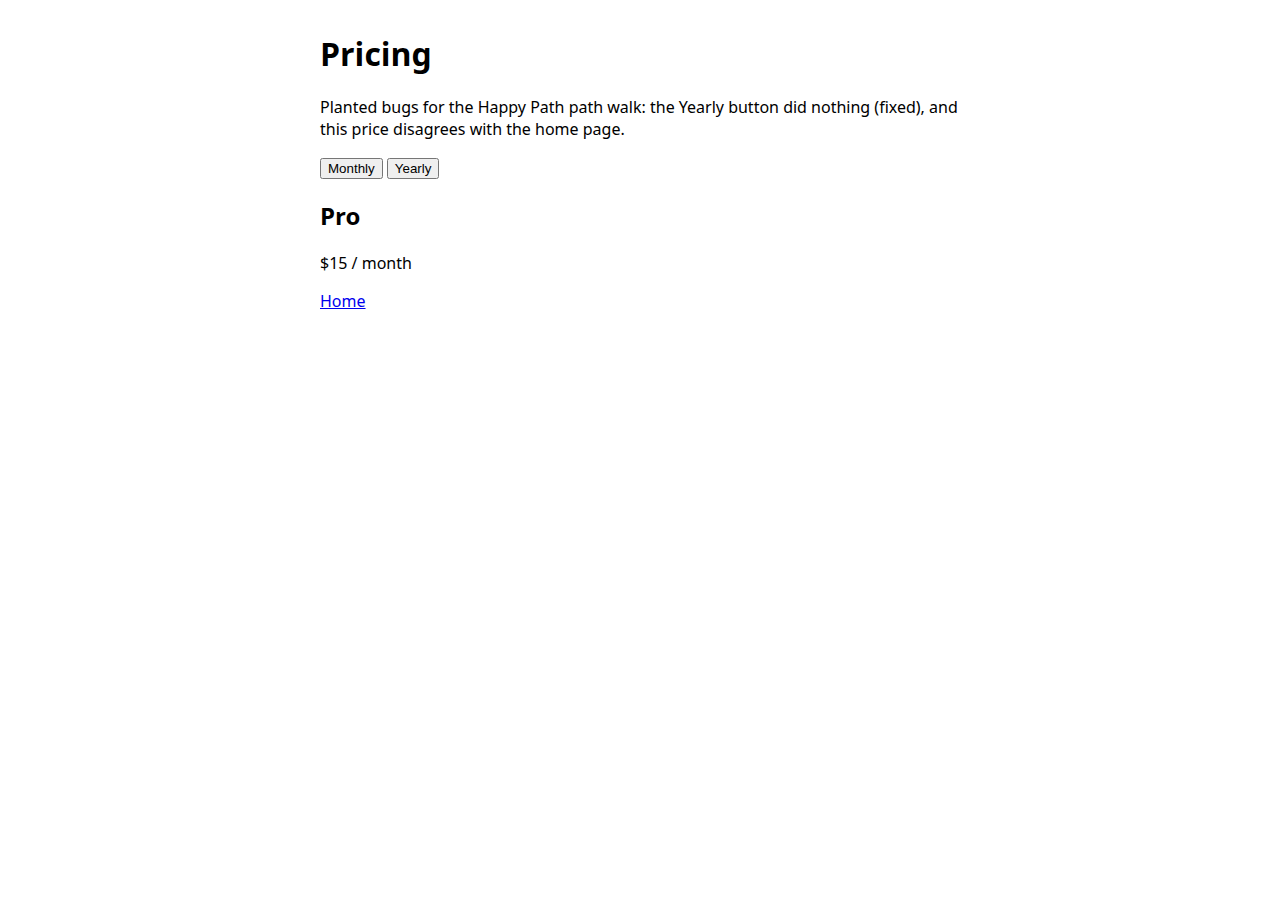 Pricing
Planted bugs for the Happy Path path walk: the Yearly button did nothing (fixed), and
this price disagrees with the home page.
Monthly Yearly
Pro
$15 / month
Home